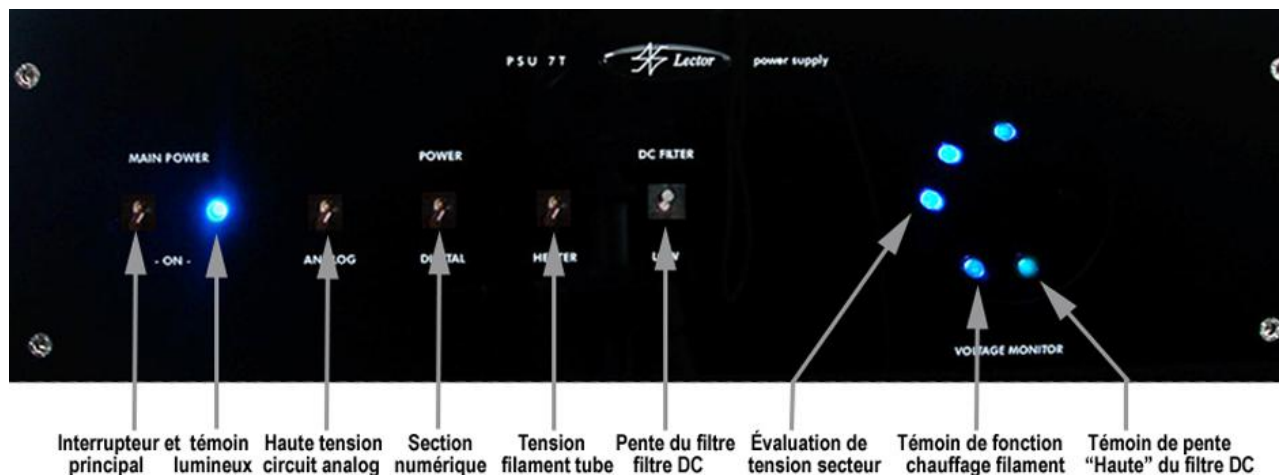 PSU 7T Lector power supply
MAIN POWER POWER DC FILTER
- ON - ANALOG DIGITAL HEATER LOW
VOLTAGE MONITOR
Interrupteur et témoin Haute tension Section Tension Pente du filtre Évaluation de Témoin de fonction Témoin de pente
principal lumineux circuit analog numérique filament tube filtre DC tension secteur chauffage filament “Haute” du filtre DC